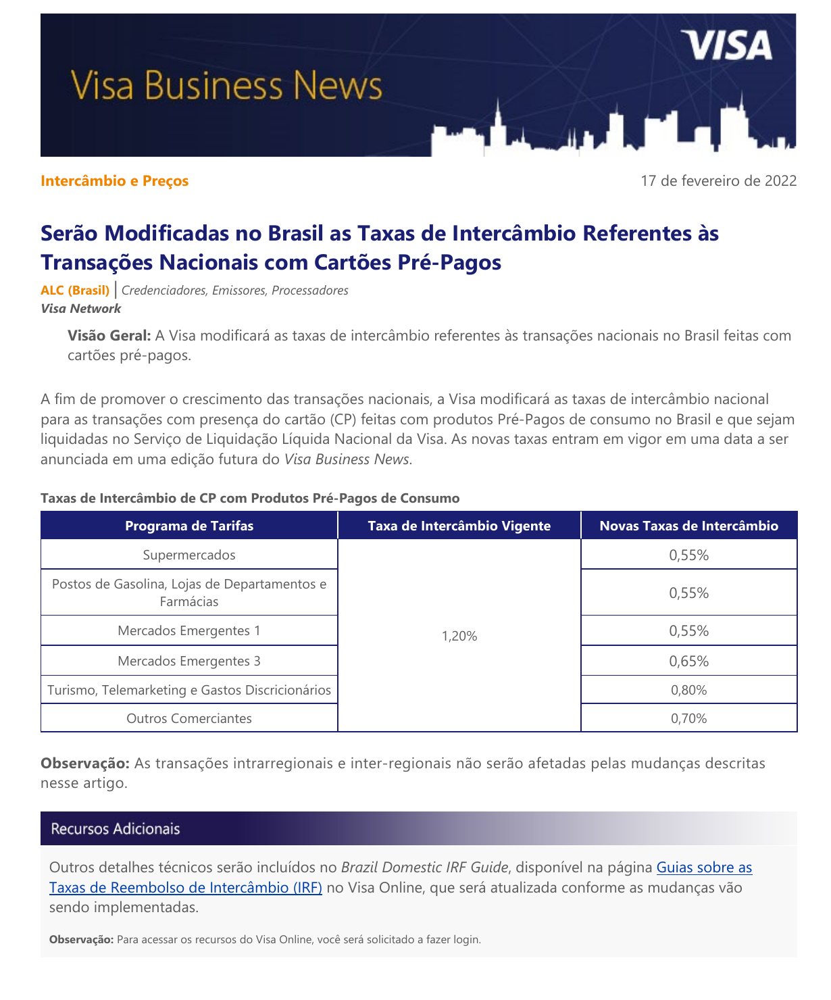 VISA
Visa Business News
Intercâmbio e Preços
17 de fevereiro de 2022
Serão Modificadas no Brasil as Taxas de Intercâmbio Referentes às
Transações Nacionais com Cartões Pré-Pagos
ALC (Brasil) | Credenciadores, Emissores, Processadores
Visa Network
Visão Geral: A Visa modificará as taxas de intercâmbio referentes às transações nacionais no Brasil feitas com
cartões pré-pagos.
A fim de promover o crescimento das transações nacionais, a Visa modificará as taxas de intercâmbio nacional
para as transações com presença do cartão (CP) feitas com produtos Pré-Pagos de consumo no Brasil e que sejam
liquidadas no Serviço de Liquidação Líquida Nacional da Visa. As novas taxas entram em vigor em uma data a ser
anunciada em uma edição futura do Visa Business News.
Taxas de Intercâmbio de CP com Produtos Pré-Pagos de Consumo
Programa de Tarifas
Taxa de Intercâmbio Vigente
Novas Taxas de Intercâmbio
Supermercados
0,55%
Postos de Gasolina, Lojas de Departamentos e
Farmácias
0,55%
Mercados Emergentes 1
0,55%
1,20%
Mercados Emergentes 3
0,65%
Turismo, Telemarketing e Gastos Discricionários
0,80%
Outros Comerciantes
0,70%
Observação: As transações intrarregionais e inter-regionais não serão afetadas pelas mudanças descritas
nesse artigo.
Recursos Adicionais
Outros detalhes técnicos serão incluídos no Brazil Domestic IRF Guide, disponível na página Guias sobre as
Taxas de Reembolso de Intercâmbio (IRF) no Visa Online, que será atualizada conforme as mudanças vão
sendo implementadas.
Observação: Para acessar os recursos do Visa Online, você será solicitado a fazer login.